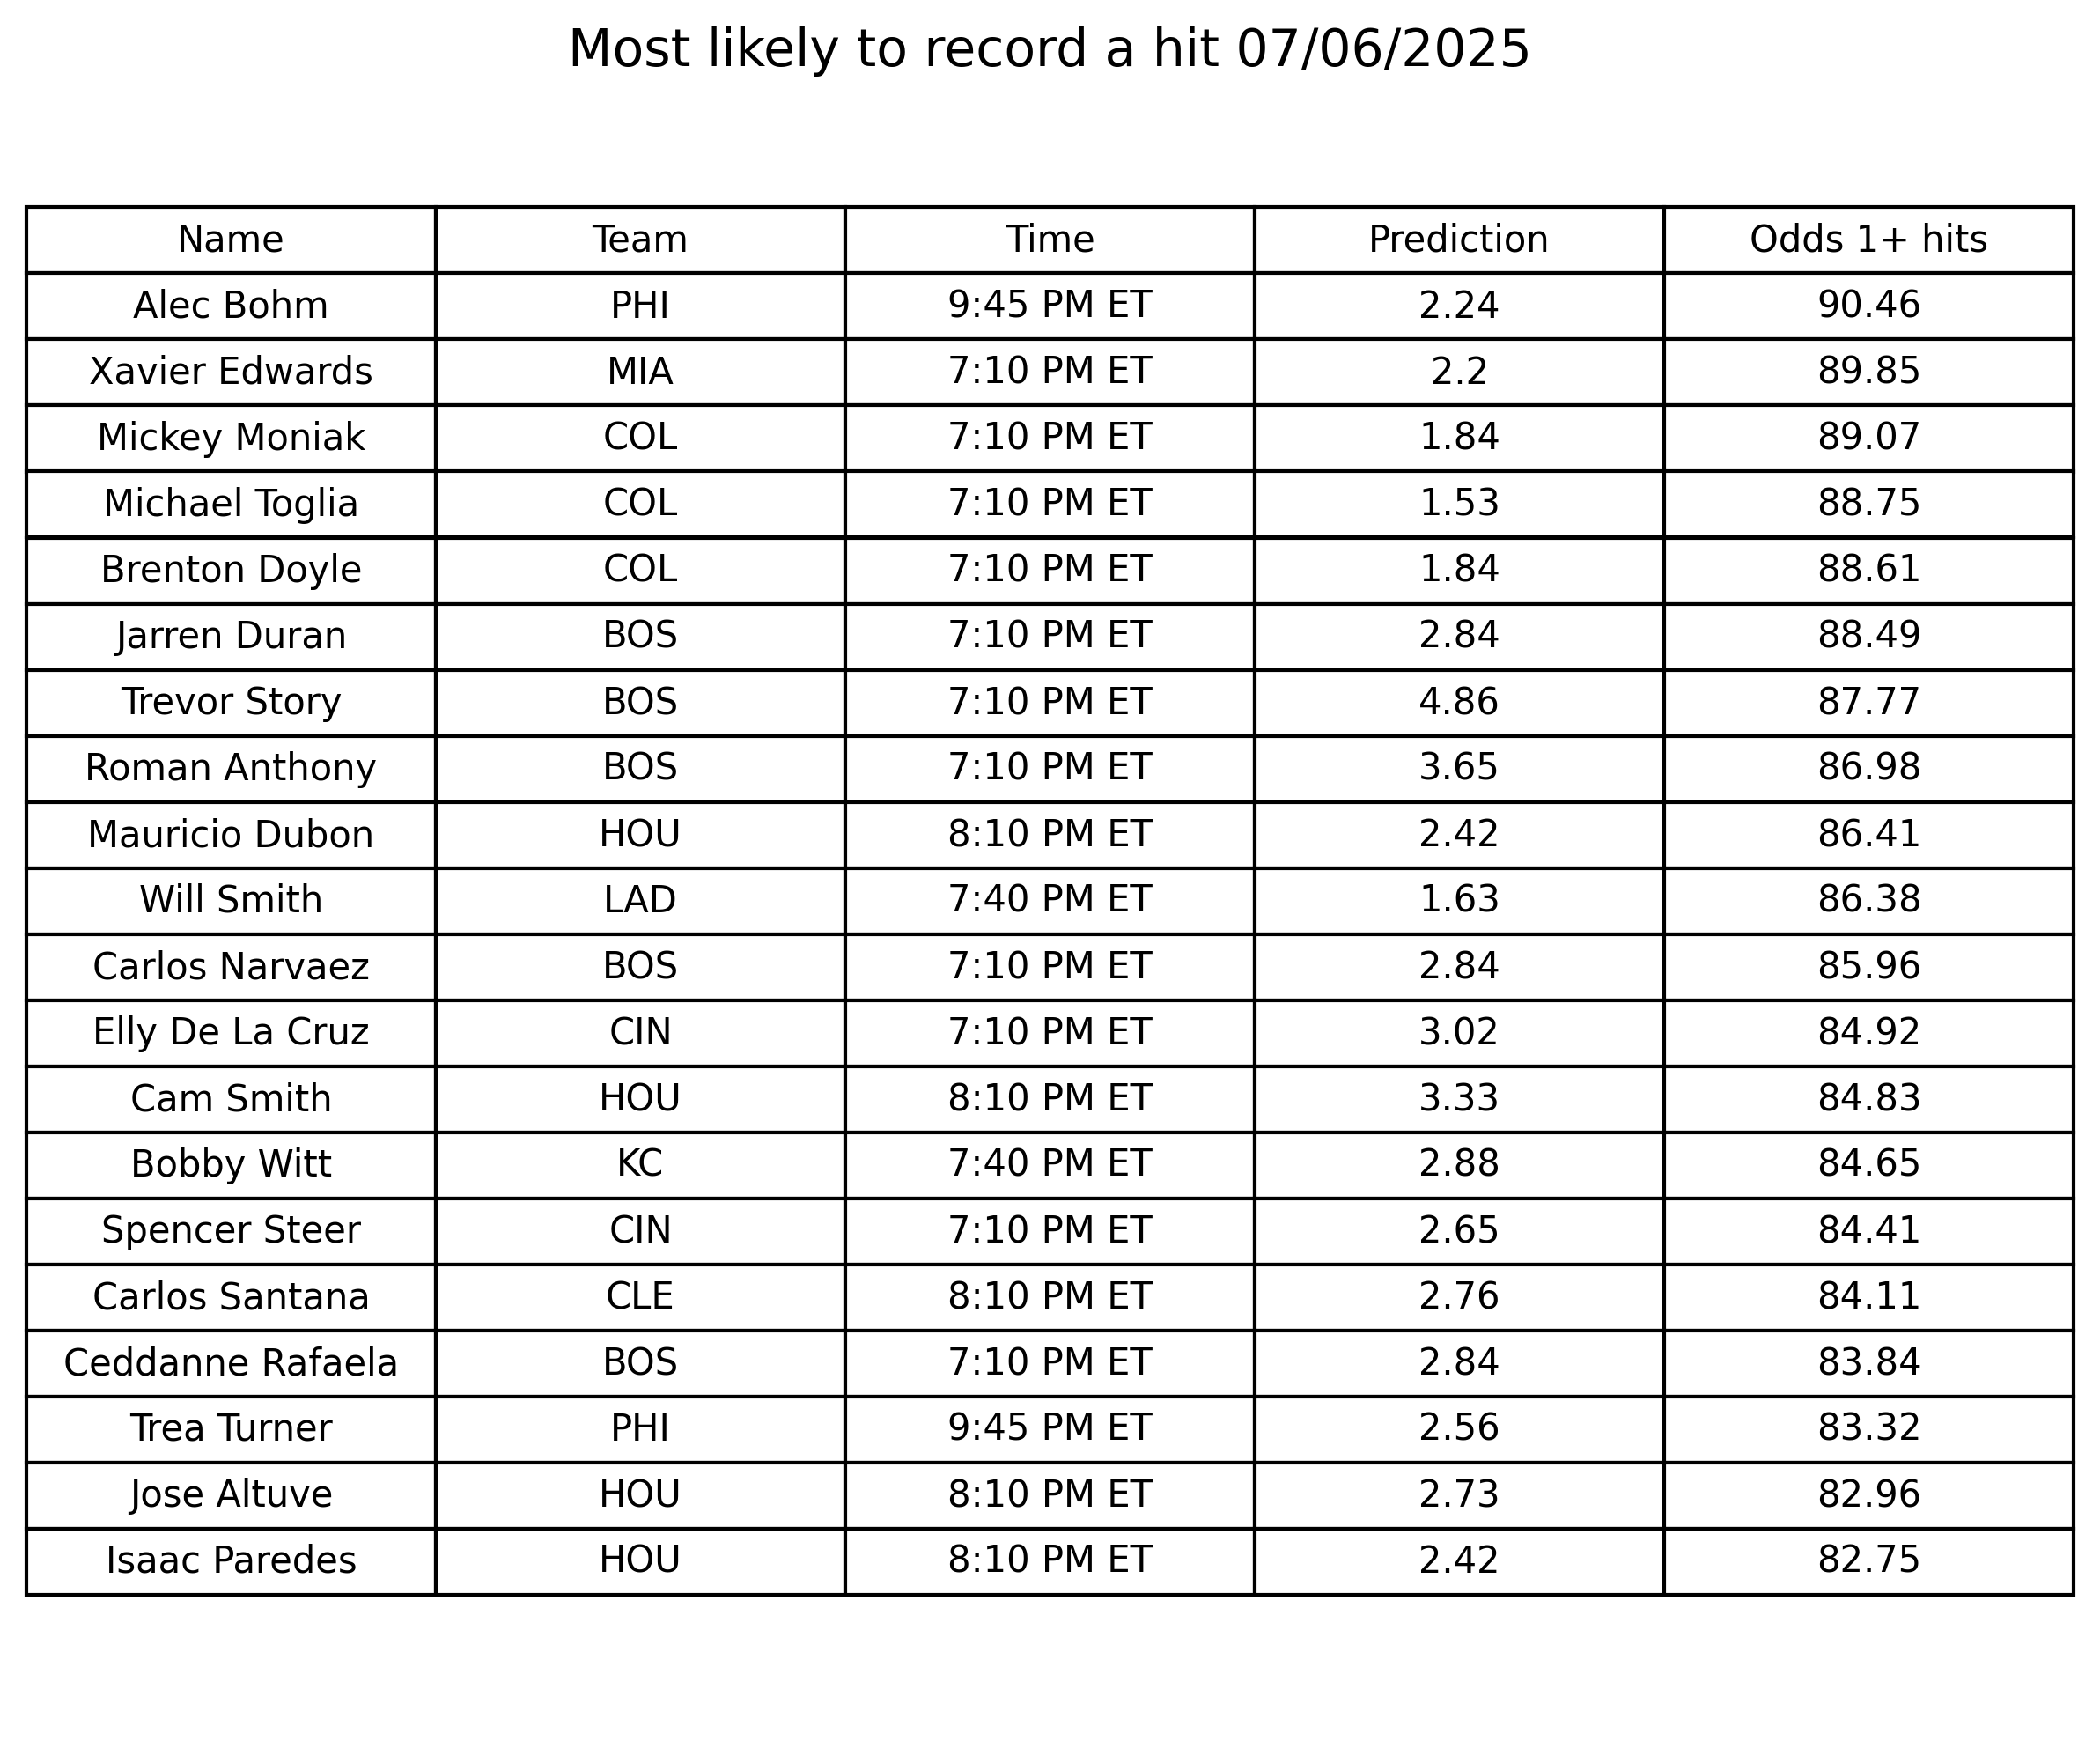 Most likely to record a hit 07/06/2025
Name Team Time Prediction Odds 1+ hits
Alec Bohm PHI 9:45 PM ET 2.24 90.46
Xavier Edwards MIA 7:10 PM ET 2.2 89.85
Mickey Moniak COL 7:10 PM ET 1.84 89.07
Michael Toglia COL 7:10 PM ET 1.53 88.75
Brenton Doyle COL 7:10 PM ET 1.84 88.61
Jarren Duran BOS 7:10 PM ET 2.84 88.49
Trevor Story BOS 7:10 PM ET 4.86 87.77
Roman Anthony BOS 7:10 PM ET 3.65 86.98
Mauricio Dubon HOU 8:10 PM ET 2.42 86.41
Will Smith LAD 7:40 PM ET 1.63 86.38
Carlos Narvaez BOS 7:10 PM ET 2.84 85.96
Elly De La Cruz CIN 7:10 PM ET 3.02 84.92
Cam Smith HOU 8:10 PM ET 3.33 84.83
Bobby Witt KC 7:40 PM ET 2.88 84.65
Spencer Steer CIN 7:10 PM ET 2.65 84.41
Carlos Santana CLE 8:10 PM ET 2.76 84.11
Ceddanne Rafaela BOS 7:10 PM ET 2.84 83.84
Trea Turner PHI 9:45 PM ET 2.56 83.32
Jose Altuve HOU 8:10 PM ET 2.73 82.96
Isaac Paredes HOU 8:10 PM ET 2.42 82.75